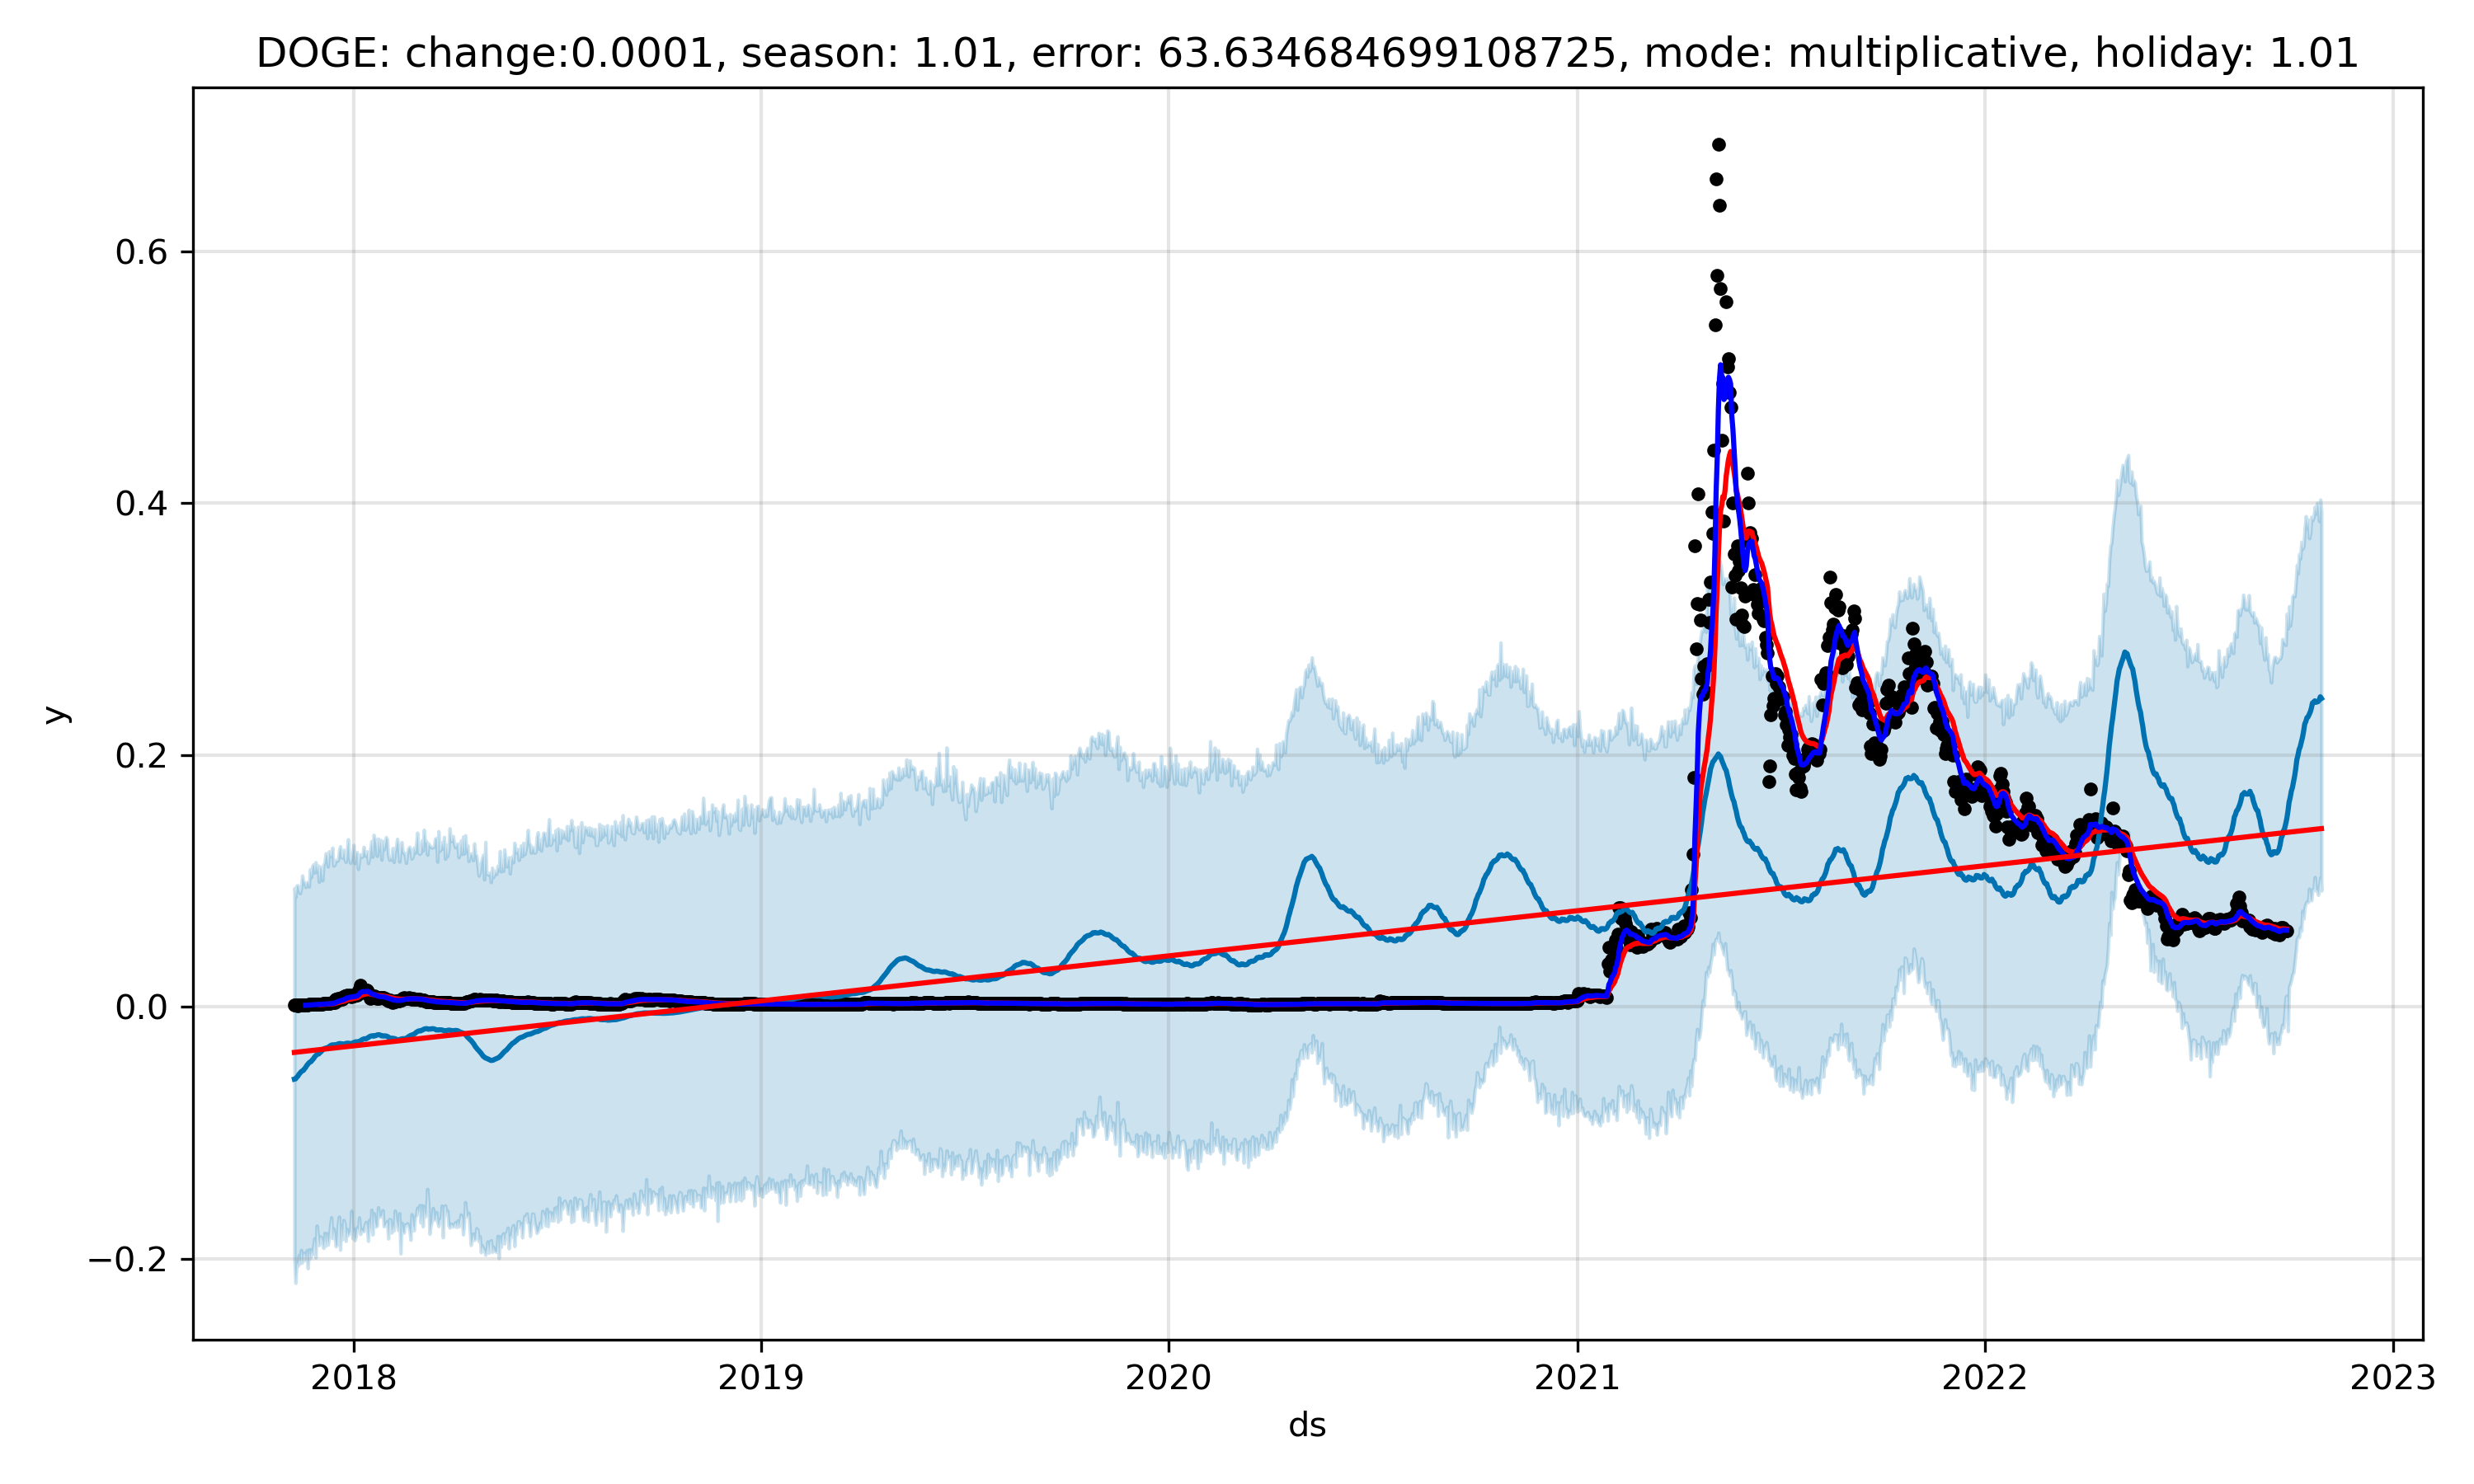 DOGE: change:0.0001, season: 1.01, error: 63.634684699108725, mode: multiplicative, holiday: 1.01
y
0.6
0.4
0.2
0.0
−0.2
2018 2019 2020 2021 2022 2023
ds